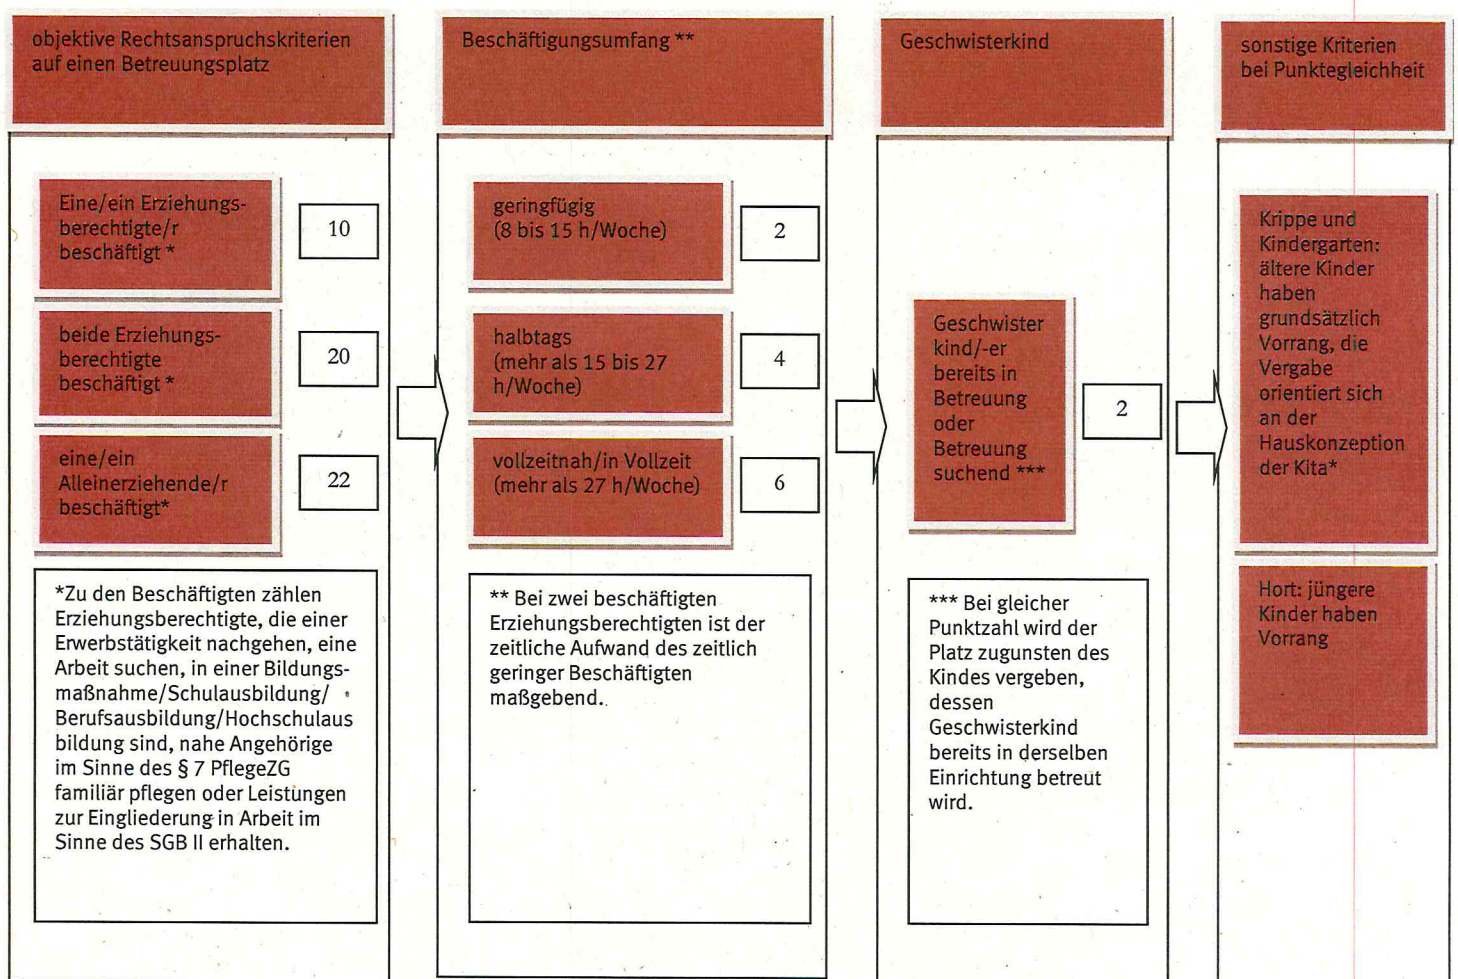 objektive Rechtsanspruchskriterien
auf einen Betreuungsplatz
Eine/ein Erziehungs-
berechtigte/r
beschäftigt *
10
beide Erziehungs-
berechtigte
beschäftigt *
20
eine/ein
Alleinerziehende/r
beschäftigt*
22
*Zu den Beschäftigten zählen
Erziehungsberechtigte, die einer
Erwerbstätigkeit nachgehen, eine
Arbeit suchen, in einer Bildungs-
maßnahme/Schulausbildung/
Berufsausbildung/Hochschulaus
bildung sind, nahe Angehörige
im Sinne des § 7 PflegeZG
familiär pflegen oder Leistungen
zur Eingliederung in Arbeit im
Sinne des SGB II erhalten.
Beschäftigungsumfang **
geringfügig
(8 bis 15 h/Woche)
2
halbtags
(mehr als 15 bis 27
h/Woche)
4
vollzeitnah/in Vollzeit
(mehr als 27 h/Woche)
6
** Bei zwei beschäftigten
Erziehungsberechtigten ist der
zeitliche Aufwand des zeitlich
geringer Beschäftigten
maßgebend.
Geschwisterkind
Geschwister
kind/-er
bereits in
Betreuung
oder
Betreuung
suchend ***
2
*** Bei gleicher
Punktzahl wird der
Platz zugunsten des
Kindes vergeben,
dessen
Geschwisterkind
bereits in derselben
Einrichtung betreut
wird.
sonstige Kriterien
bei Punktegleichheit
Krippe und
Kindergarten:
ältere Kinder
haben
grundsätzlich
Vorrang, die
Vergabe
orientiert sich
an der
Hauskonzeption
der Kita*
Hort: jüngere
Kinder haben
Vorrang